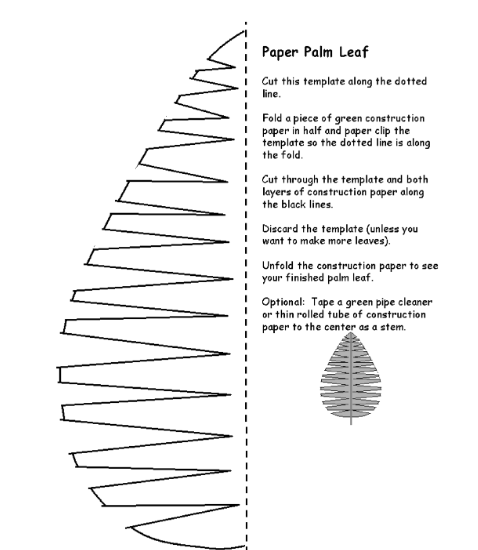 Paper Palm Leaf
Cut this template along the dotted
line.
Fold a piece of green construction
paper in half and paper clip the
template so the dotted line is along
the fold.
Cut through the template and both
layers of construction paper along
the black lines.
Discard the template (unless you
want to make more leaves).
Unfold the construction paper to see
your finished palm leaf.
Optional:  Tape a green pipe cleaner
or thin rolled tube of construction
paper to the center as a stem.